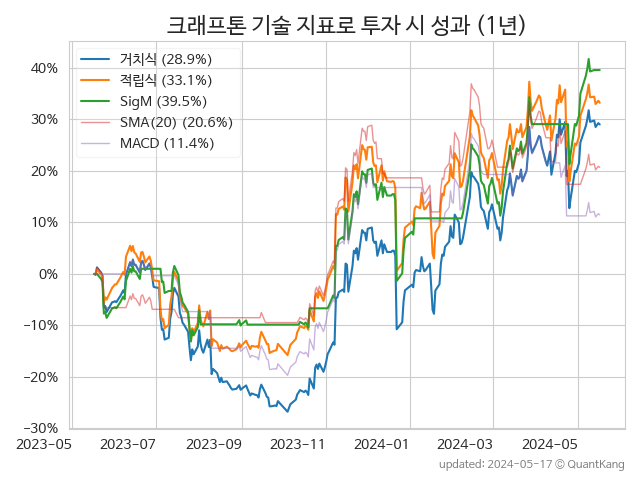 크래프톤 기술 지표로 투자 시 성과 (1년)
거치식 (28.9%)
적립식 (33.1%)
SigM (39.5%)
SMA(20) (20.6%)
MACD (11.4%)
40%
30%
20%
10%
0%
−10%
−20%
−30%
2023-05 2023-07 2023-09 2023-11 2024-01 2024-03 2024-05
updated: 2024-05-17 © QuantKang